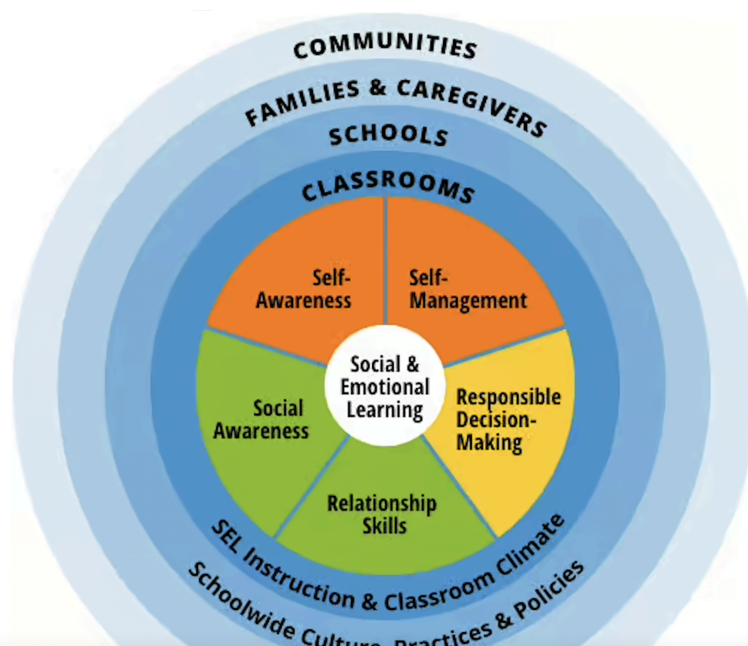 COMMUNITIES
FAMILIES & CAREGIVERS
SCHOOLS
CLASSROOMS
Self-
Awareness
Self-
Management
Social &
Emotional
Learning
Social
Awareness
Responsible
Decision-
Making
Relationship
Skills
SEL Instruction & Classroom Climate
Schoolwide Culture, Practices & Policies